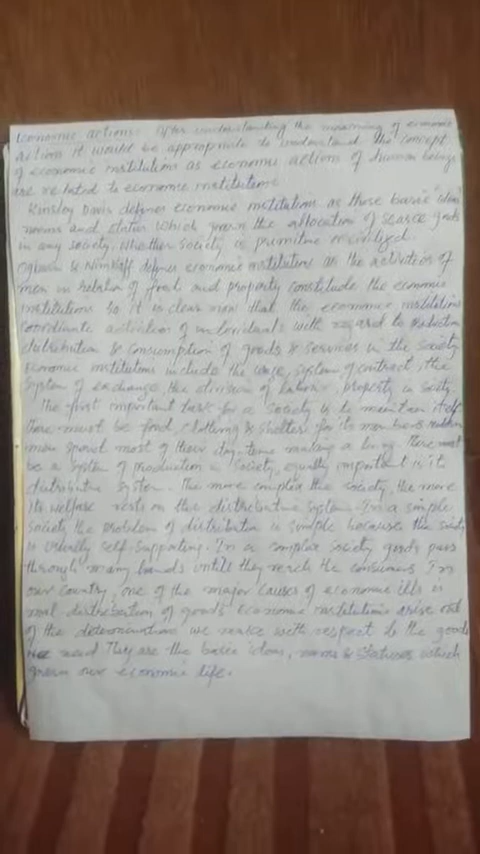 economic actions. After understanding the meaning of economic
actions it would be appropriate to understand the concept
of economic institutions as economic actions of human beings
are related to economic institutions.
Kinsley Davis defines economic institutions as those basic ideas
norms and status which govern the allocation of scarce goods
in any society. Whether society is primitive or civilized.
Ogburn & Nimkoff defines economic institutions as the activities of
men in relation of food and property constitute the economic
institutions. So it is clear now that the economic institutions
coordinate activities of individuals with regard to production
distribution & consumption of goods & services in the society
Economic institutions include the wage, system of contract, the
system of exchange, the division of labour, property in society
The first important task for a society is to maintain itself
There must be food, clothing & shelter for its members
men spend most of their day time making a living. There must
be a system of production in society, equally important is it
distributive system. The more complex the society, the more
its welfare rests on the distributive system. In a simple
society the problem of distribution is simple because the society
is usually self-supporting. In a complex society goods pass
through many hands until they reach the consumers. In
our country, one of the major causes of economic ills is
mal distribution of goods economic institutions arise out
of the determination we make with respect to the goods
we need They are the basic ideas, norms & statuses which
govern our economic life.